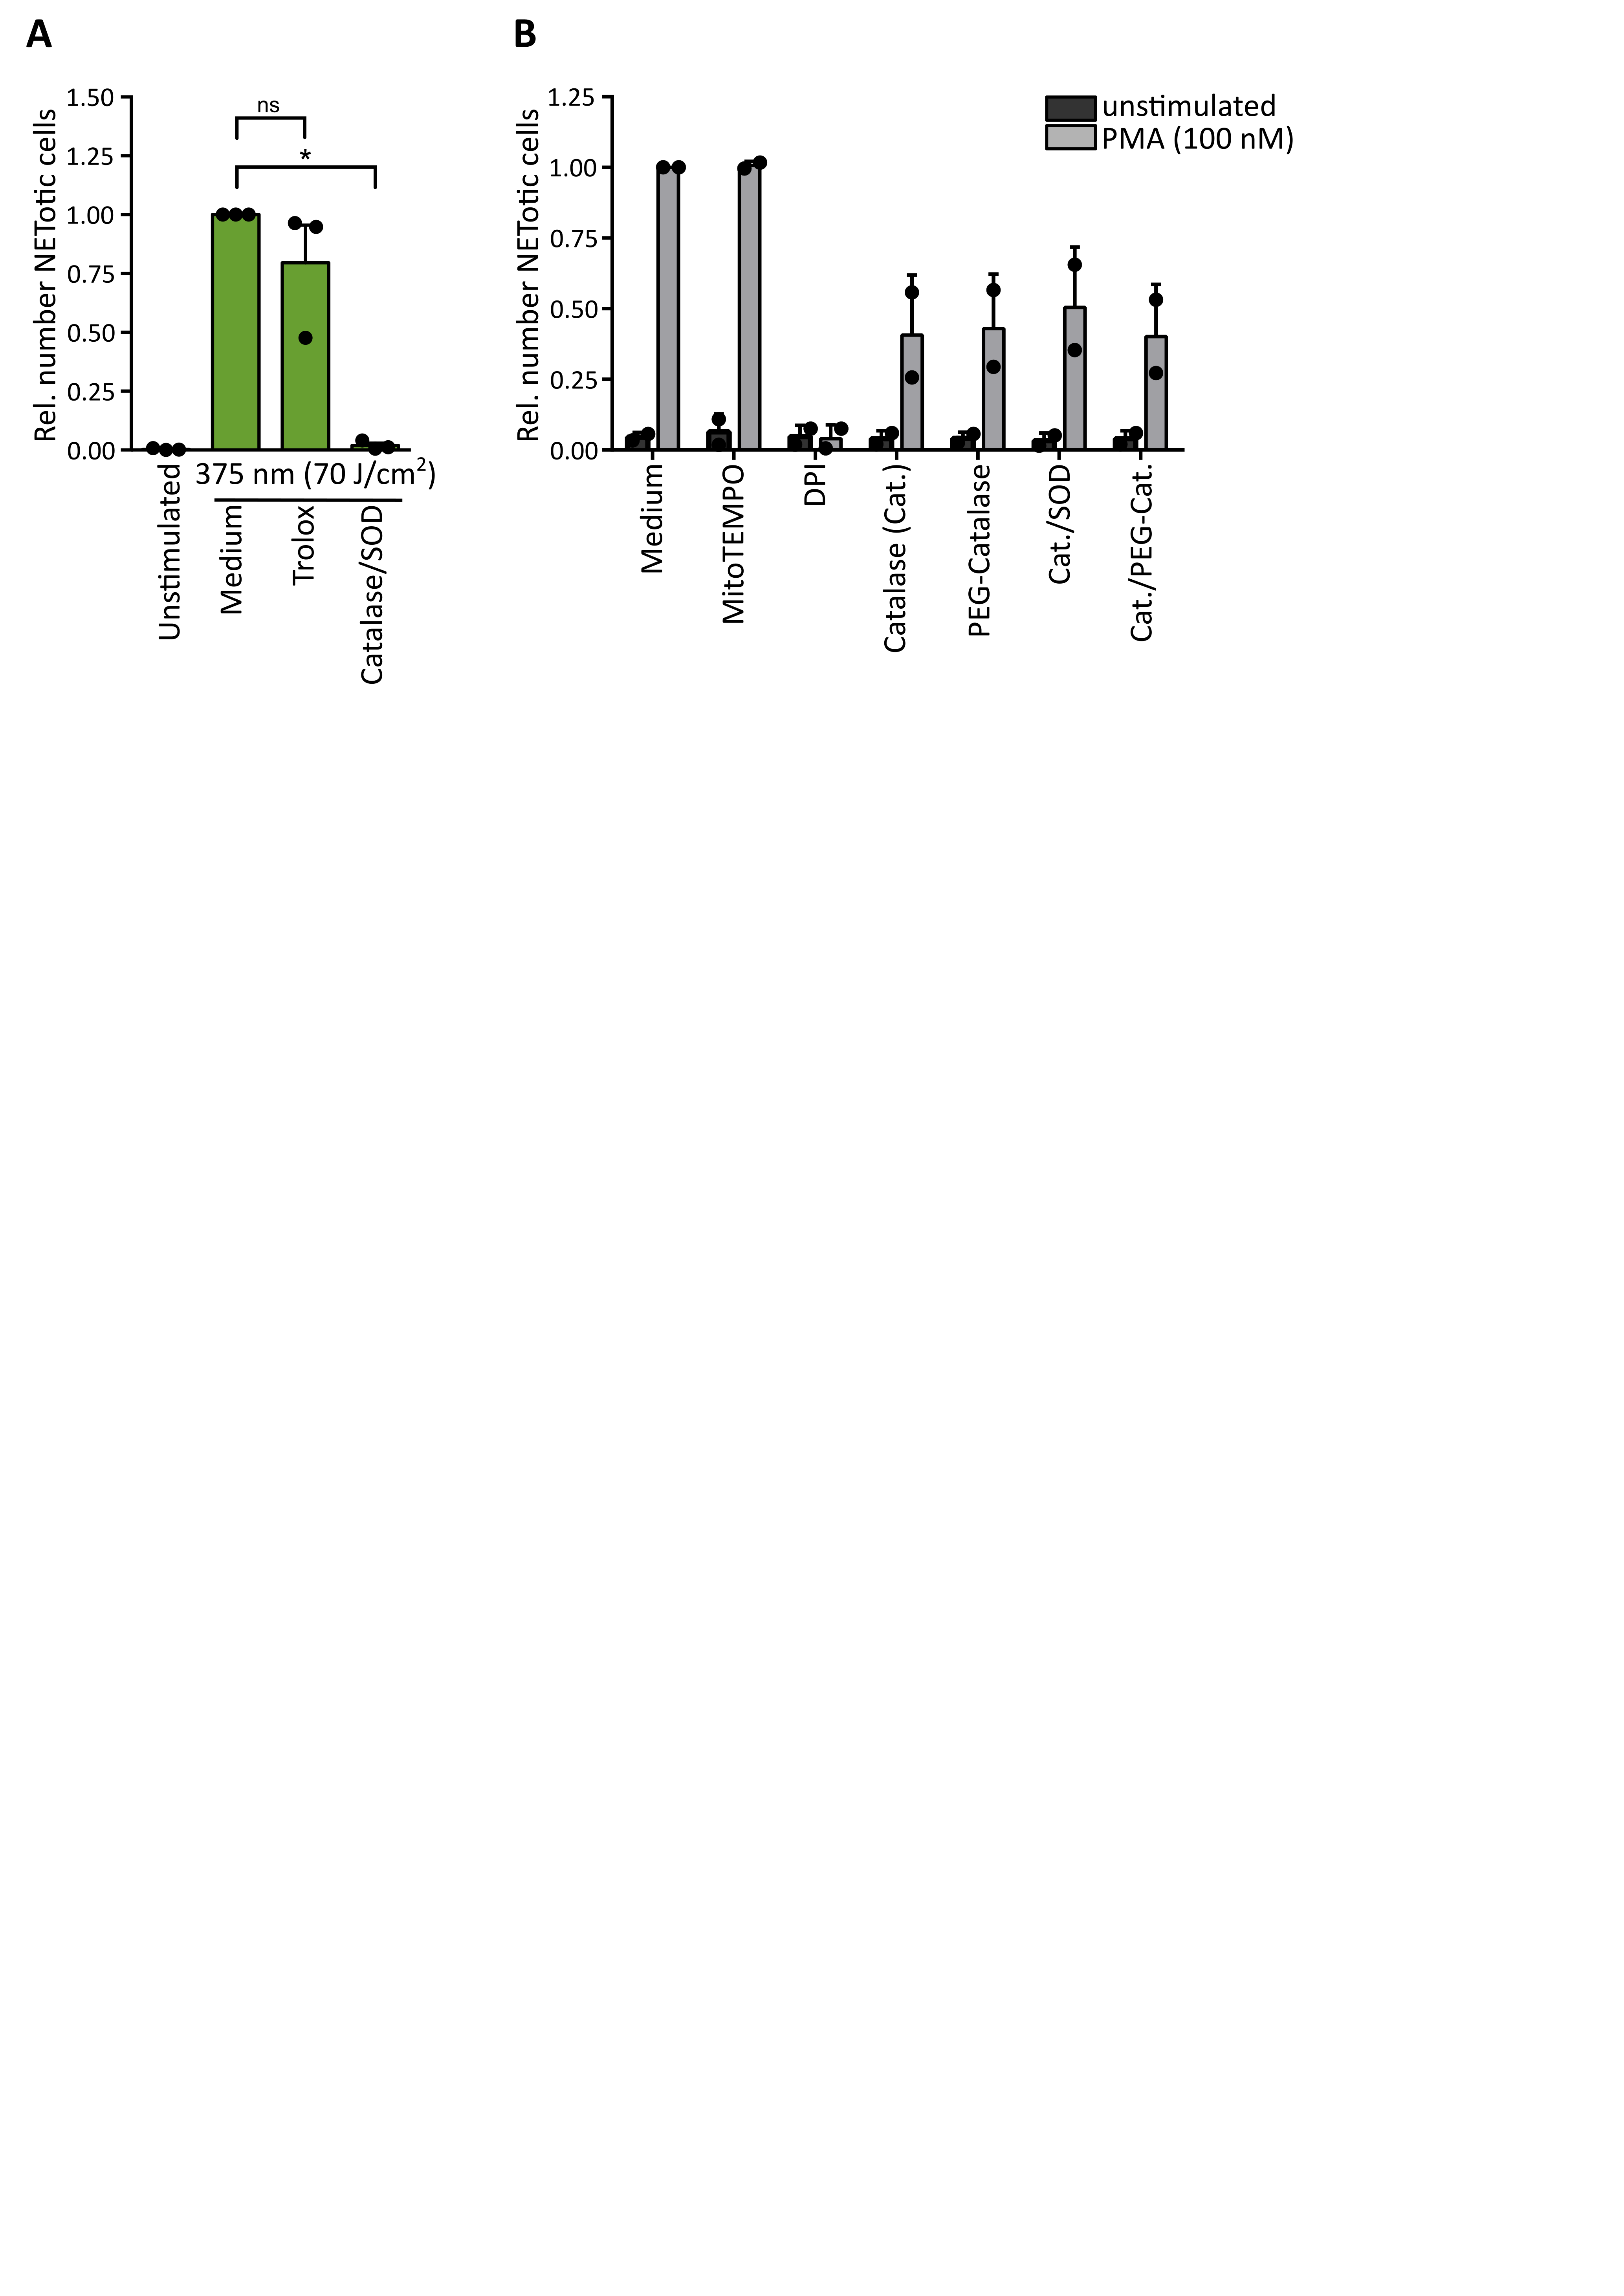 A
Rel. number NETotic cells
1.50
1.25
1.00
0.75
0.50
0.25
0.00
ns
*
375 nm (70 J/cm²)
Unstimulated
Medium
Trolox
Catalase/SOD
B
Rel. number NETotic cells
1.25
1.00
0.75
0.50
0.25
0.00
unstimulated
PMA (100 nM)
Medium
MitoTEMPO
DPI
Catalase (Cat.)
PEG-Catalase
Cat./SOD
Cat./PEG-Cat.